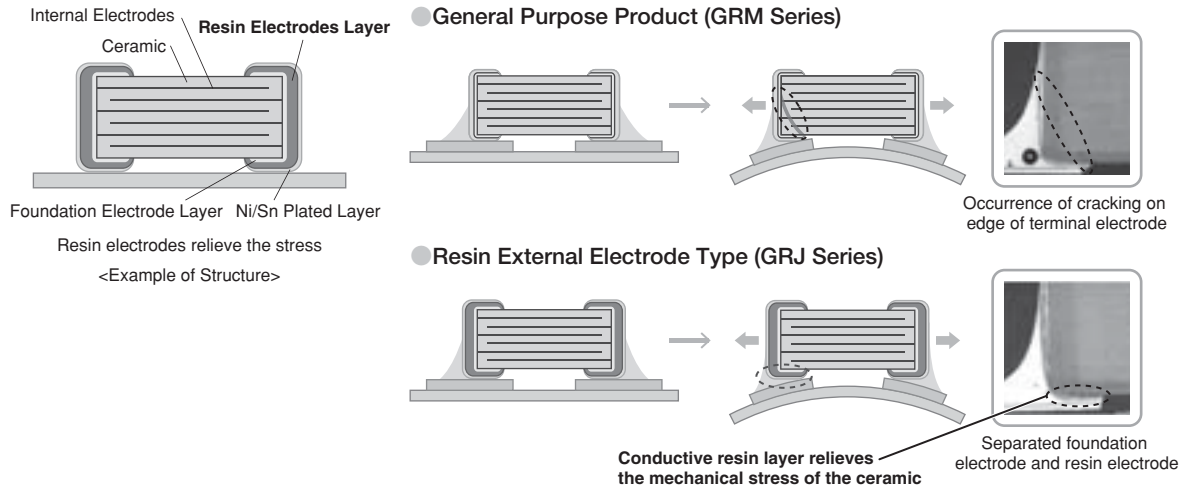 Internal Electrodes
Resin Electrodes Layer
Ceramic
Foundation Electrode Layer
Ni/Sn Plated Layer
Resin electrodes relieve the stress
<Example of Structure>
General Purpose Product (GRM Series)
Occurrence of cracking on
edge of terminal electrode
Resin External Electrode Type (GRJ Series)
Conductive resin layer relieves
the mechanical stress of the ceramic
Separated foundation
electrode and resin electrode